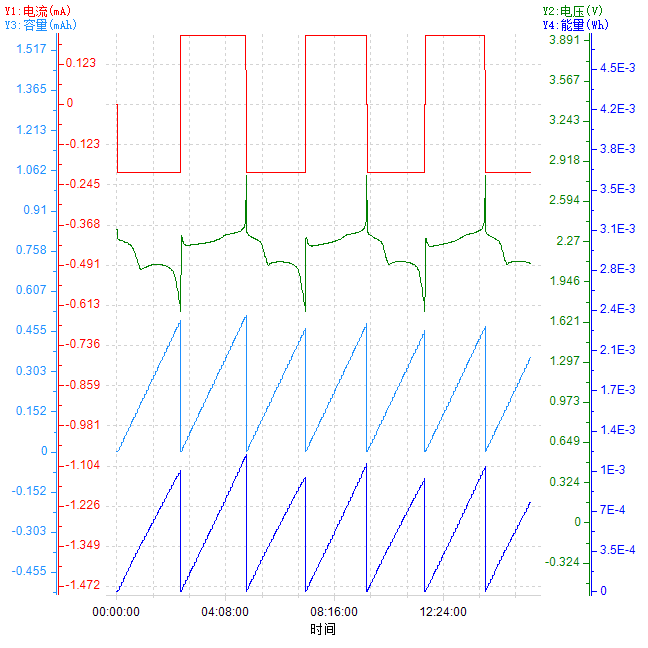 Y1:电流(mA)
Y3:容量(mAh)
Y2:电压(V)
Y4:能量(Wh)
1.517
1.365
1.213
1.062
0.91
0.758
0.607
0.455
0.303
0.152
0
-0.152
-0.303
-0.455
0.123
0
-0.123
-0.245
-0.368
-0.491
-0.613
-0.736
-0.859
-0.981
-1.104
-1.226
-1.349
-1.472
3.891
3.567
3.243
2.918
2.594
2.27
1.946
1.621
1.297
0.973
0.649
0.324
0
-0.324
4.5E-3
4.2E-3
3.8E-3
3.5E-3
3.1E-3
2.8E-3
2.4E-3
2.1E-3
1.7E-3
1.4E-3
1E-3
7E-4
3.5E-4
0
00:00:00
04:08:00
08:16:00
12:24:00
时间